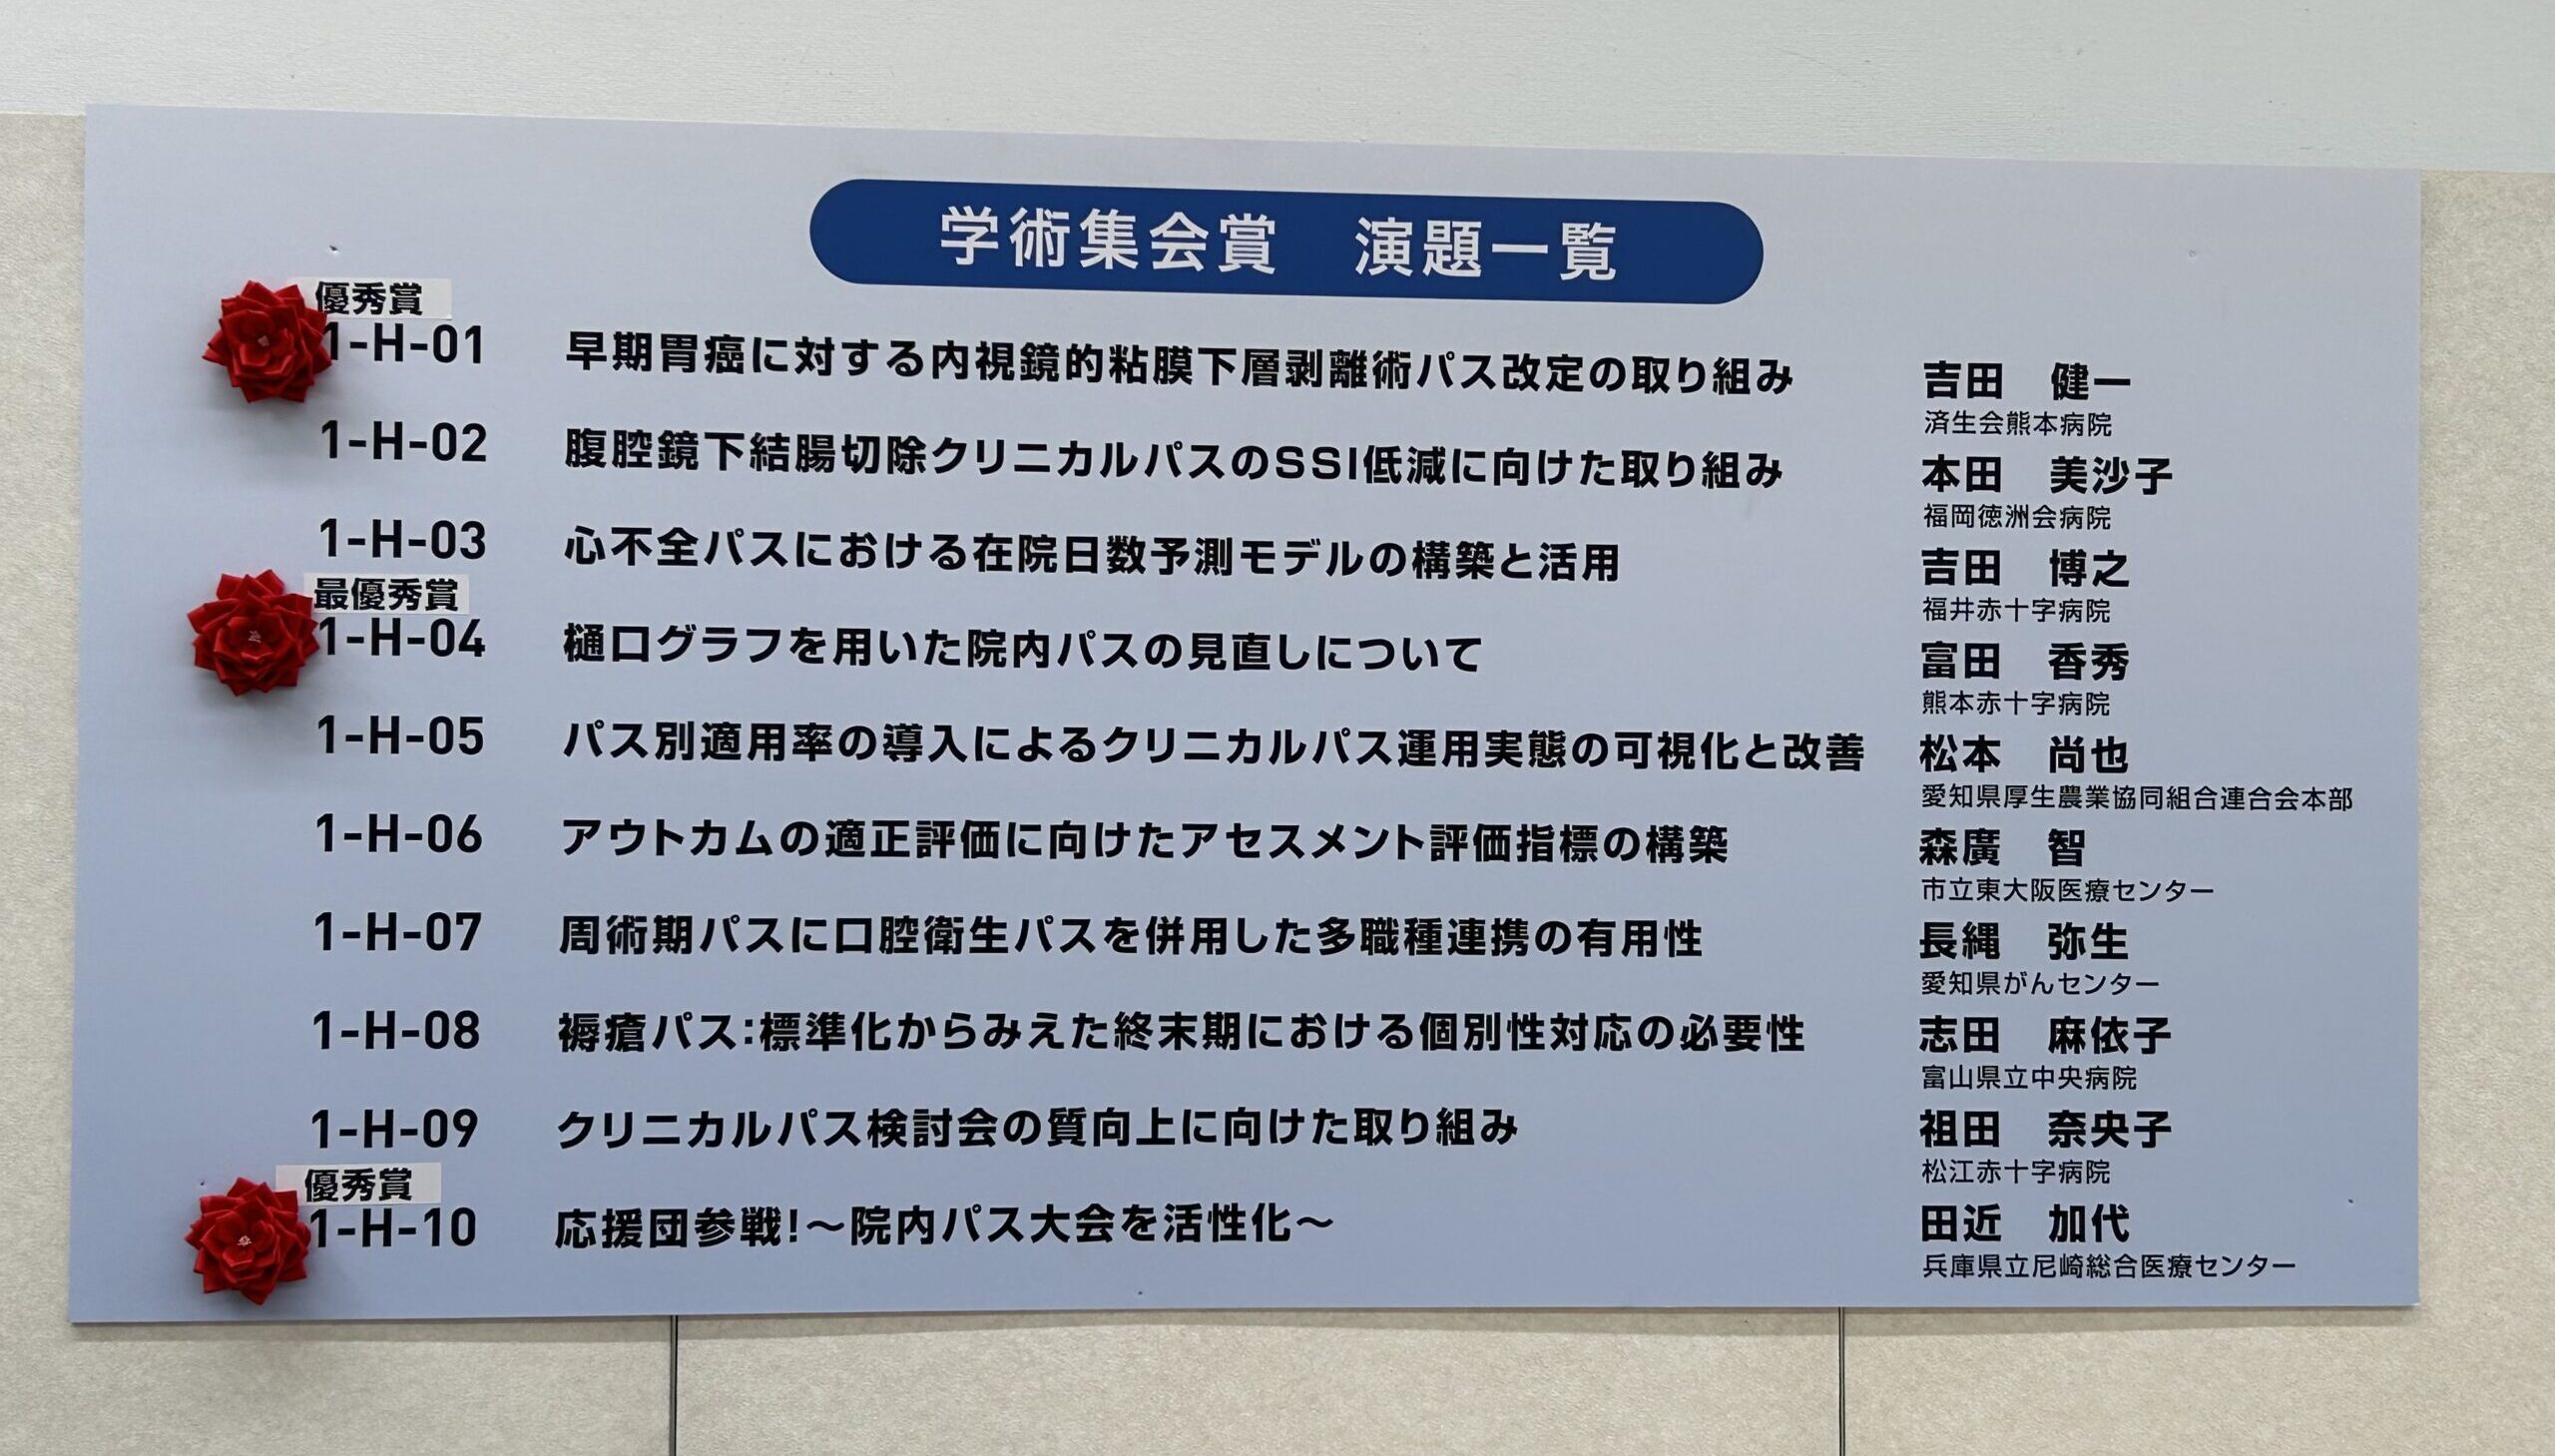 学術集会賞　演題一覧
優秀賞
1-H-01 早期胃癌に対する内視鏡的粘膜下層剥離術パス改定の取り組み 吉田　健一
済生会熊本病院
1-H-02 腹腔鏡下結腸切除クリニカルパスのSSI低減に向けた取り組み 本田　美沙子
福岡徳洲会病院
1-H-03 心不全パスにおける在院日数予測モデルの構築と活用 吉田　博之
福井赤十字病院
最優秀賞
1-H-04 樋口グラフを用いた院内パスの見直しについて 富田　香秀
熊本赤十字病院
1-H-05 パス別適用率の導入によるクリニカルパス運用実態の可視化と改善 松本　尚也
愛知県厚生農業協同組合連合会本部
1-H-06 アウトカムの適正評価に向けたアセスメント評価指標の構築 森廣　智
市立東大阪医療センター
1-H-07 周術期パスに口腔衛生パスを併用した多職種連携の有用性 長縄　弥生
愛知県がんセンター
1-H-08 褥瘡パス:標準化からみえた終末期における個別性対応の必要性 志田　麻依子
富山県立中央病院
1-H-09 クリニカルパス検討会の質向上に向けた取り組み 祖田　奈央子
松江赤十字病院
優秀賞
1-H-10 応援団参戦!～院内パス大会を活性化～ 田近　加代
兵庫県立尼崎総合医療センター